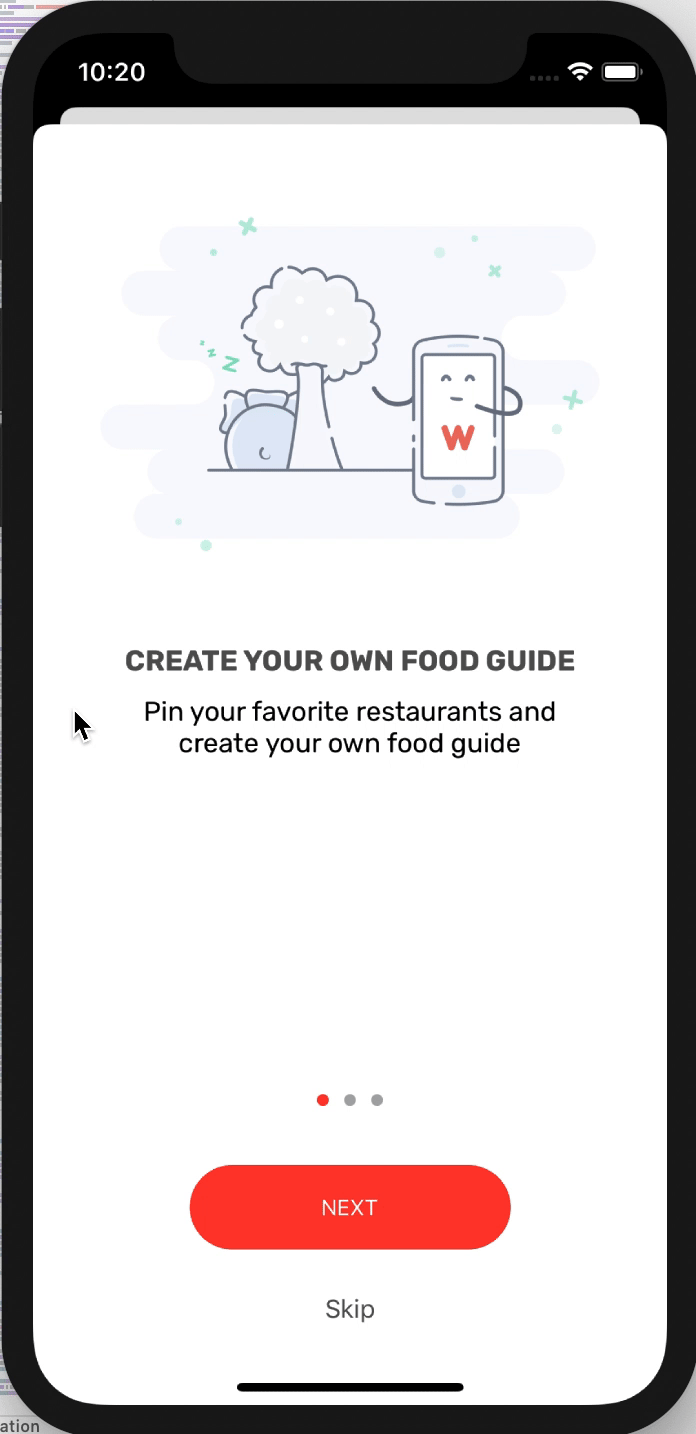 10:20
z
z
Z
W
CREATE YOUR OWN FOOD GUIDE
Pin your favorite restaurants and
create your own food guide
NEXT
Skip
ation